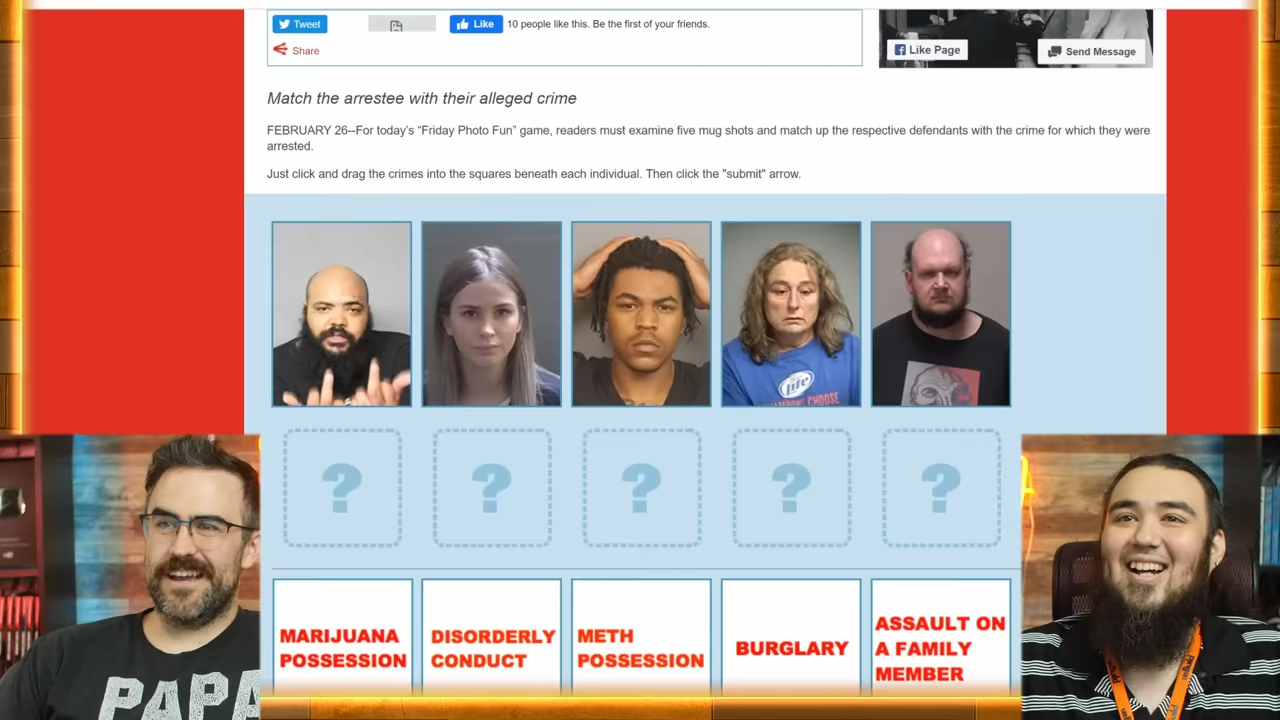 Tweet
Like
10 people like this. Be the first of your friends.
Share
Like Page
Send Message
Match the arrestee with their alleged crime
FEBRUARY 26--For today's "Friday Photo Fun" game, readers must examine five mug shots and match up the respective defendants with the crime for which they were
arrested.
Just click and drag the crimes into the squares beneath each individual. Then click the "submit" arrow.
Lite
CHOOSE
? ? ? ? ?
MARIJUANA
POSSESSION
DISORDERLY
CONDUCT
METH
POSSESSION
BURGLARY
ASSAULT ON
A FAMILY
MEMBER
PAPA